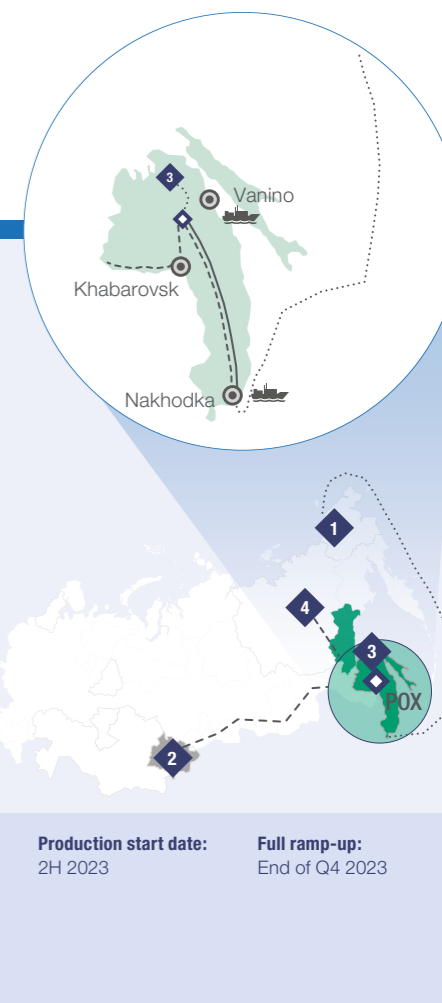 3
Vanino
Khabarovsk
Nakhodka
1
4
3
POX
2
Production start date:
2H 2023
Full ramp-up:
End of Q4 2023